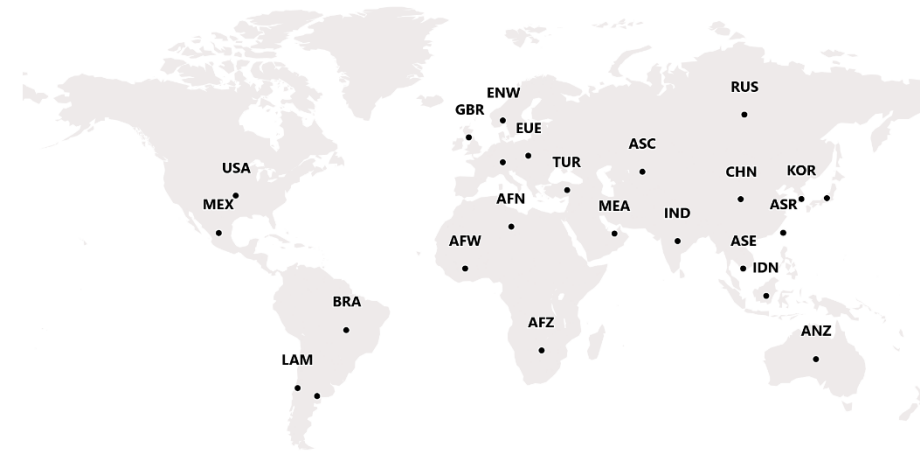 RUS
ENW
GBR
EUE
ASC
TUR
USA
CHN
KOR
AFN
MEX
MEA
ASR
IND
AFW
ASE
IDN
BRA
AFZ
ANZ
LAM